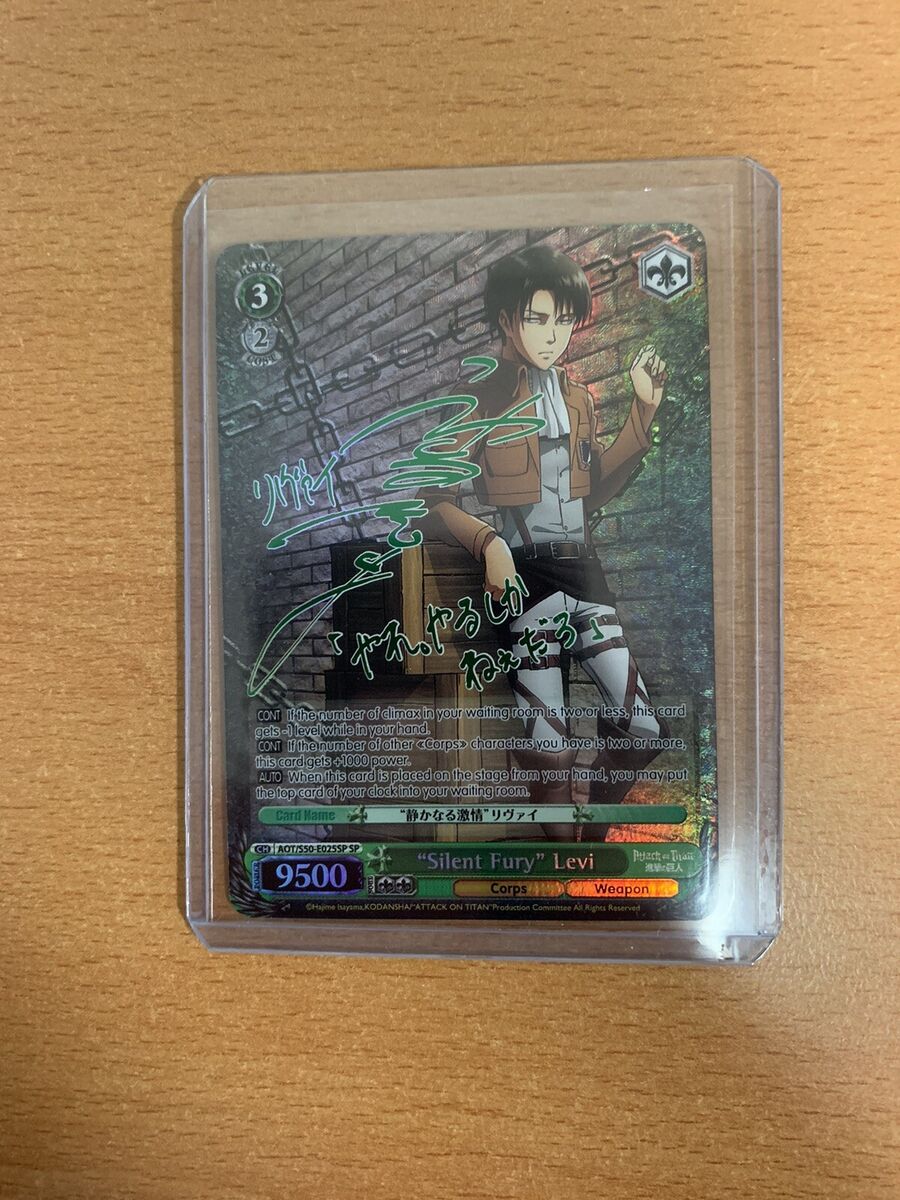 LEVEL
3
2
COST
リヴァイ
「やれ。やるしか
ねぇだろ」
CONT If the number of climax in your waiting room is two or less, this card
gets -1 level while in your hand.
CONT If the number of other «Corps» characters you have is two or more,
this card gets +1000 power.
AUTO When this card is placed on the stage from your hand, you may put
the top card of your clock into your waiting room.
Card Name "静かなる激情"リヴァイ
CH AOT/S50-E025SP SP
POWER 9500
SOUL
"Silent Fury" Levi
Attack on Titan
進撃の巨人
Corps Weapon
©Hajime Isayama,KODANSHA/"ATTACK ON TITAN"Production Committee All Rights Reserved